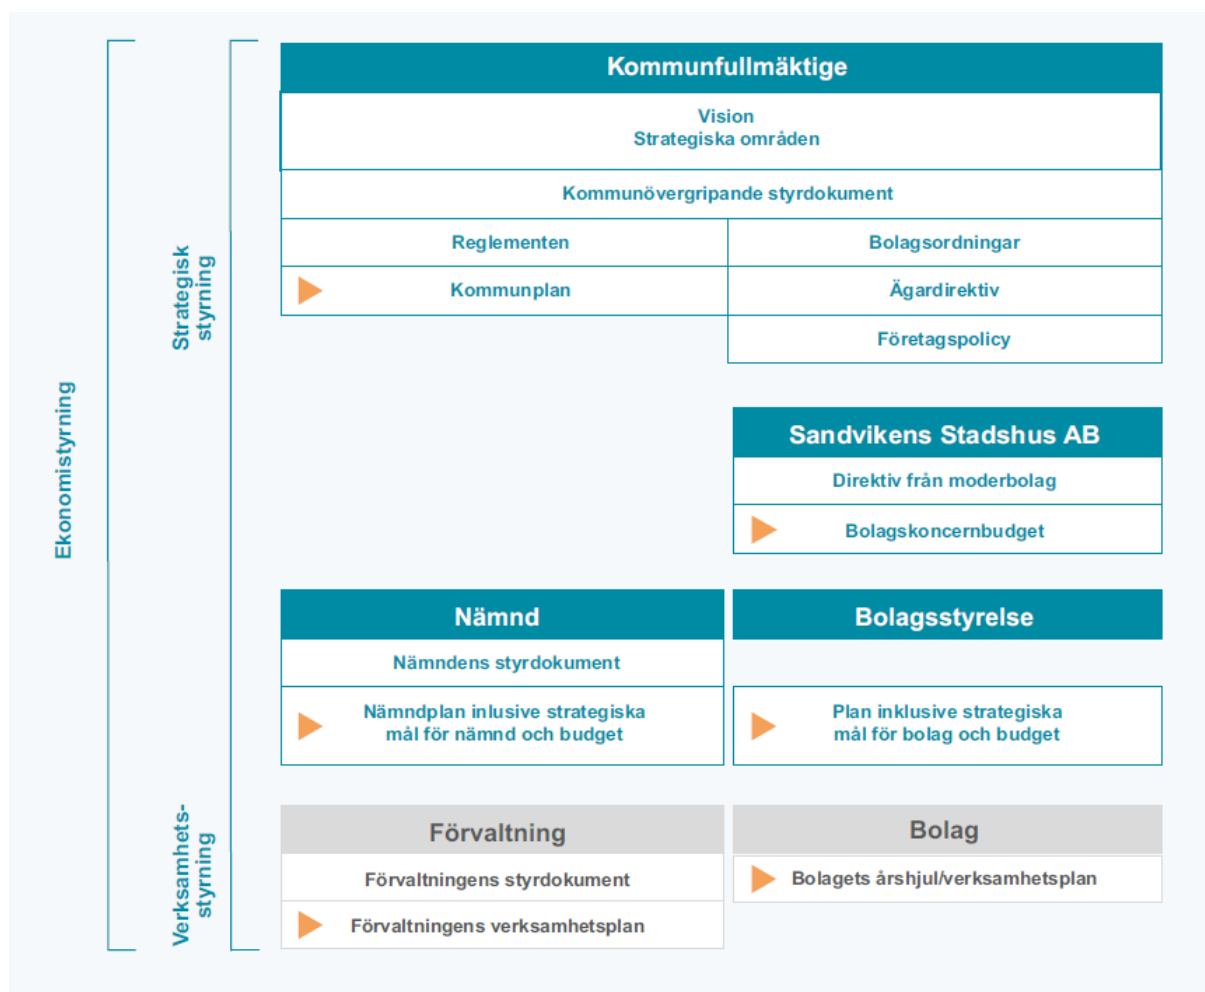 Ekonomistyrning
Strategisk
styrning
Verksamhets-
styrning
Kommunfullmäktige
Vision
Strategiska områden
Kommunövergripande styrdokument
Reglementen
Bolagsordningar
Kommunplan
Ägardirektiv
Företagspolicy
Sandvikens Stadshus AB
Direktiv från moderbolag
Bolagskoncernbudget
Nämnd
Nämndens styrdokument
Nämndplan inlusive strategiska
mål för nämnd och budget
Bolagsstyrelse
Plan inklusive strategiska
mål för bolag och budget
Förvaltning
Förvaltningens styrdokument
Förvaltningens verksamhetsplan
Bolag
Bolagets årshjul/verksamhetsplan